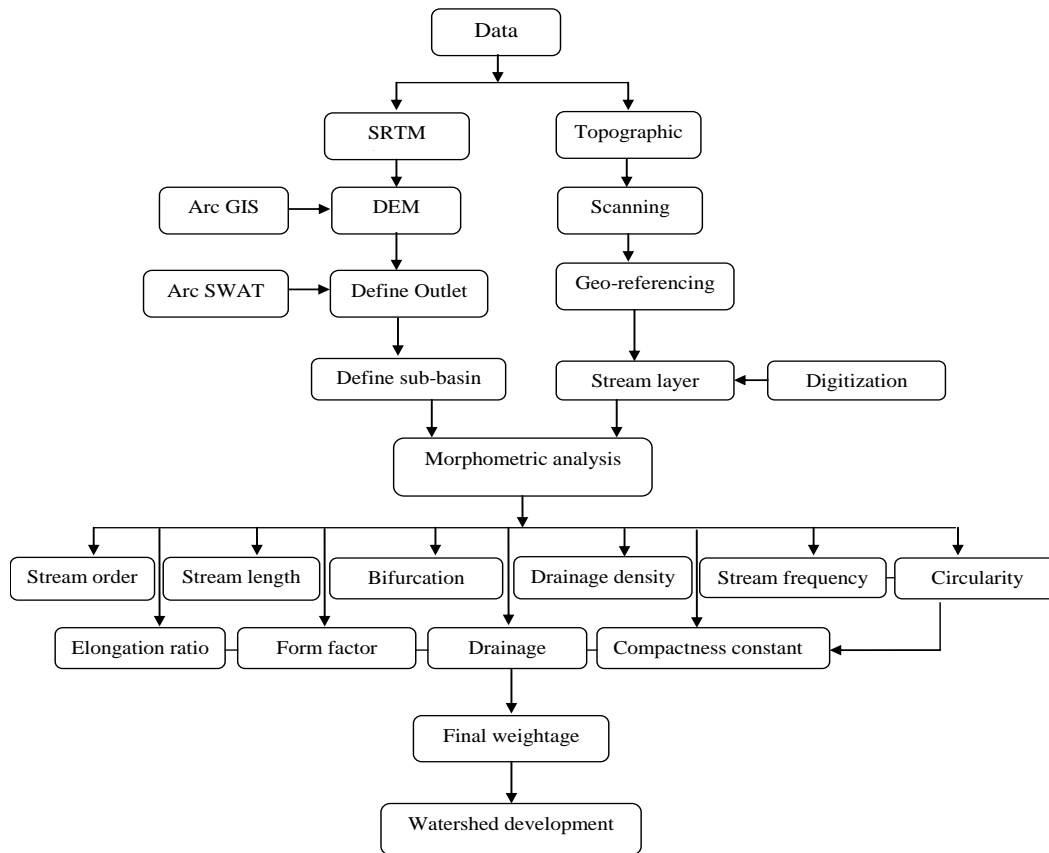 Data
SRTM
Topographic
Arc GIS
DEM
Scanning
Arc SWAT
Define Outlet
Geo-referencing
Define sub-basin
Stream layer
Digitization
Morphometric analysis
Stream order
Stream length
Bifurcation
Drainage density
Stream frequency
Circularity
Elongation ratio
Form factor
Drainage
Compactness constant
Final weightage
Watershed development